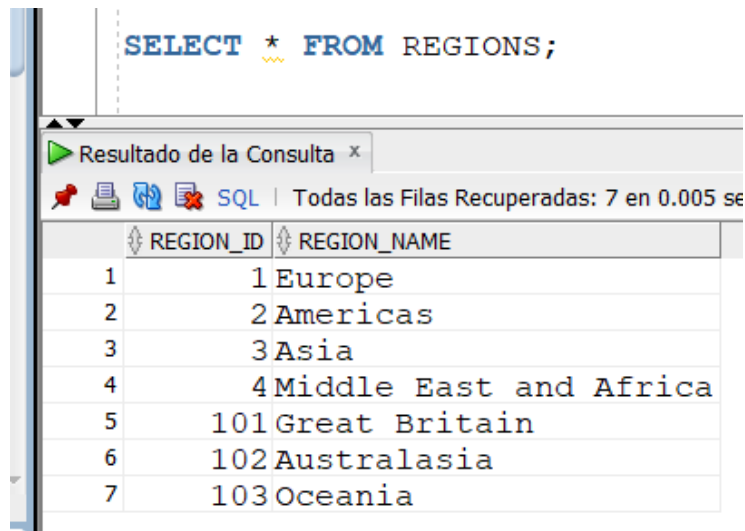 SELECT * FROM REGIONS;
Resultado de la Consulta x
SQL | Todas las Filas Recuperadas: 7 en 0.005 se
REGION_ID REGION_NAME
1 1 Europe
2 2 Americas
3 3 Asia
4 4 Middle East and Africa
5 101 Great Britain
6 102 Australasia
7 103 Oceania